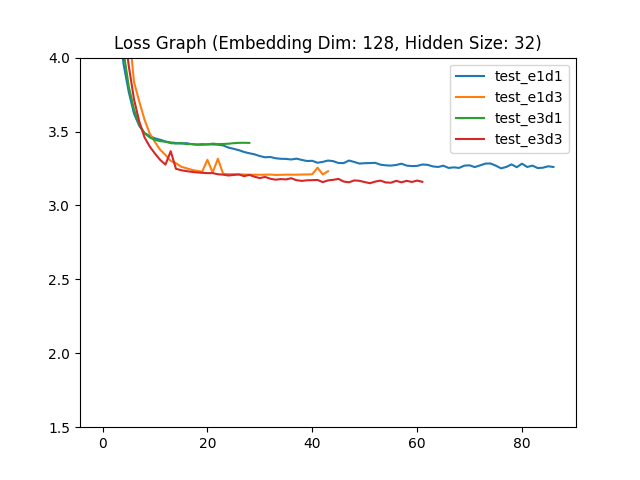 Loss Graph (Embedding Dim: 128, Hidden Size: 32)
4.0
3.5
3.0
2.5
2.0
1.5
0
20
40
60
80
test_e1d1
test_e1d3
test_e3d1
test_e3d3